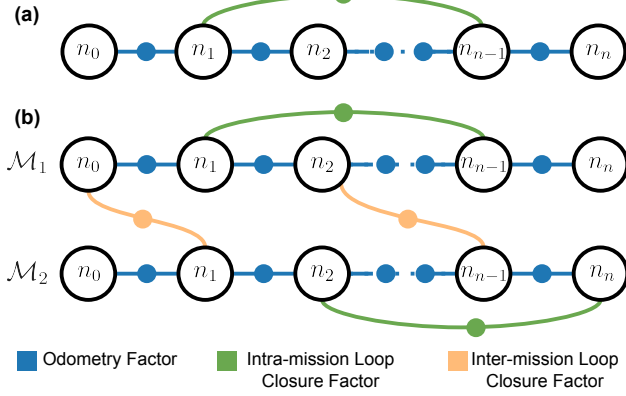 (a)
n₀ n₁ n₂ nₙ₋₁ nₙ
(b)
ℳ₁ n₀ n₁ n₂ nₙ₋₁ nₙ
ℳ₂ n₀ n₁ n₂ nₙ₋₁ nₙ
Odometry Factor
Intra-mission Loop
Closure Factor
Inter-mission Loop
Closure Factor